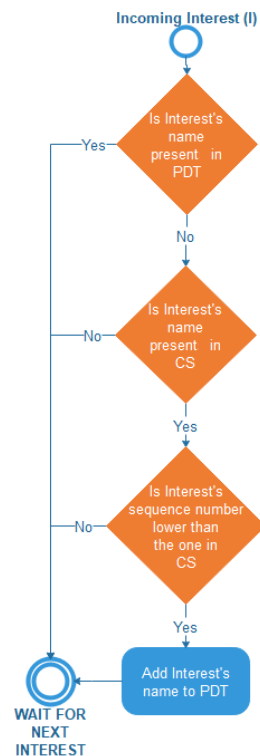 Incoming Interest (I)
Is Interest's
name
present in
PDT
Yes
No
Is Interest's
name
present in
CS
No
Yes
Is Interest's
sequence number
lower than
the one in
CS
No
Yes
Add Interest's
name to PDT
WAIT FOR
NEXT
INTEREST